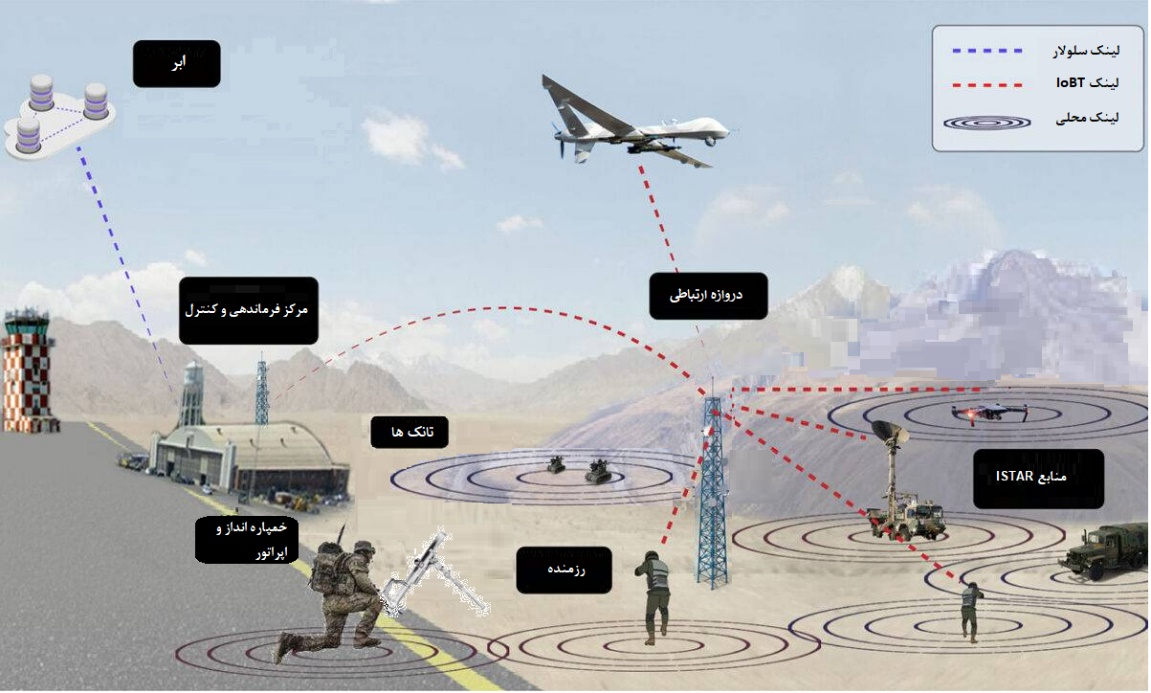 ابر
لینک سلولار
لینک IoBT
لینک محلی
مرکز فرماندهی و کنترل
دروازه ارتباطی
تانک ها
منابع ISTAR
خمپاره انداز و
اپراتور
رزمنده